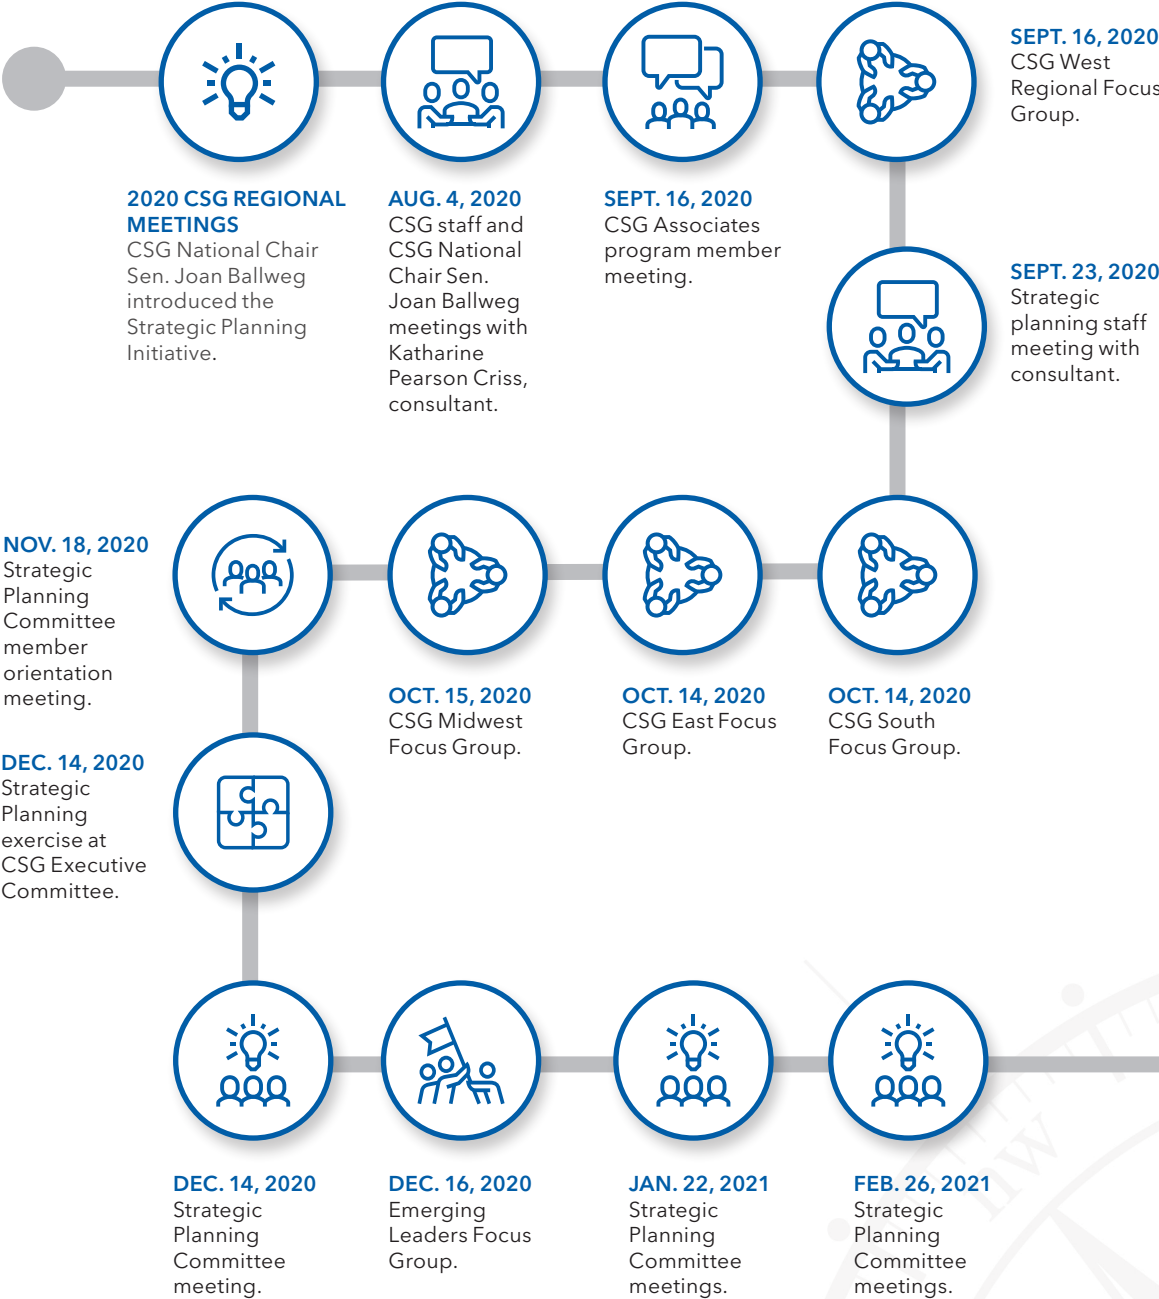 2020 CSG REGIONAL
MEETINGS
CSG National Chair
Sen. Joan Ballweg
introduced the
Strategic Planning
Initiative.
AUG. 4, 2020
CSG staff and
CSG National
Chair Sen.
Joan Ballweg
meetings with
Katharine
Pearson Criss,
consultant.
SEPT. 16, 2020
CSG Associates
program member
meeting.
SEPT. 16, 2020
CSG West
Regional Focus
Group.
SEPT. 23, 2020
Strategic
planning staff
meeting with
consultant.
OCT. 14, 2020
CSG South
Focus Group.
OCT. 14, 2020
CSG East Focus
Group.
OCT. 15, 2020
CSG Midwest
Focus Group.
NOV. 18, 2020
Strategic
Planning
Committee
member
orientation
meeting.
DEC. 14, 2020
Strategic
Planning
exercise at
CSG Executive
Committee.
DEC. 14, 2020
Strategic
Planning
Committee
meeting.
DEC. 16, 2020
Emerging
Leaders Focus
Group.
JAN. 22, 2021
Strategic
Planning
Committee
meetings.
FEB. 26, 2021
Strategic
Planning
Committee
meetings.
nw